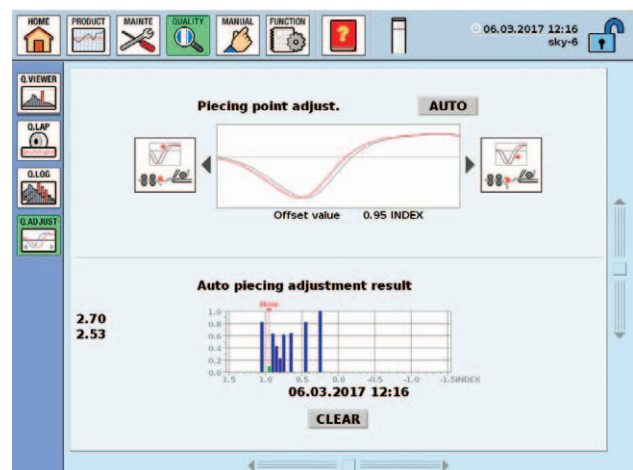 HOME
PRODUCT
MAINTE
QUALITY
MANUAL
FUNCTION
?
06.03.2017 12:16
sky-6
Q.VIEWER
Q.LAP
Q.LOG
Q.ADJUST
Piecing point adjust.
AUTO
Offset value 0.95 INDEX
Auto piecing adjustment result
2.70
2.53
Now
1.0
0.8
0.6
0.4
0.2
0.0
1.5 1.0 0.5 0.0 -0.5 -1.0 -1.5INDEX
06.03.2017 12:16
CLEAR